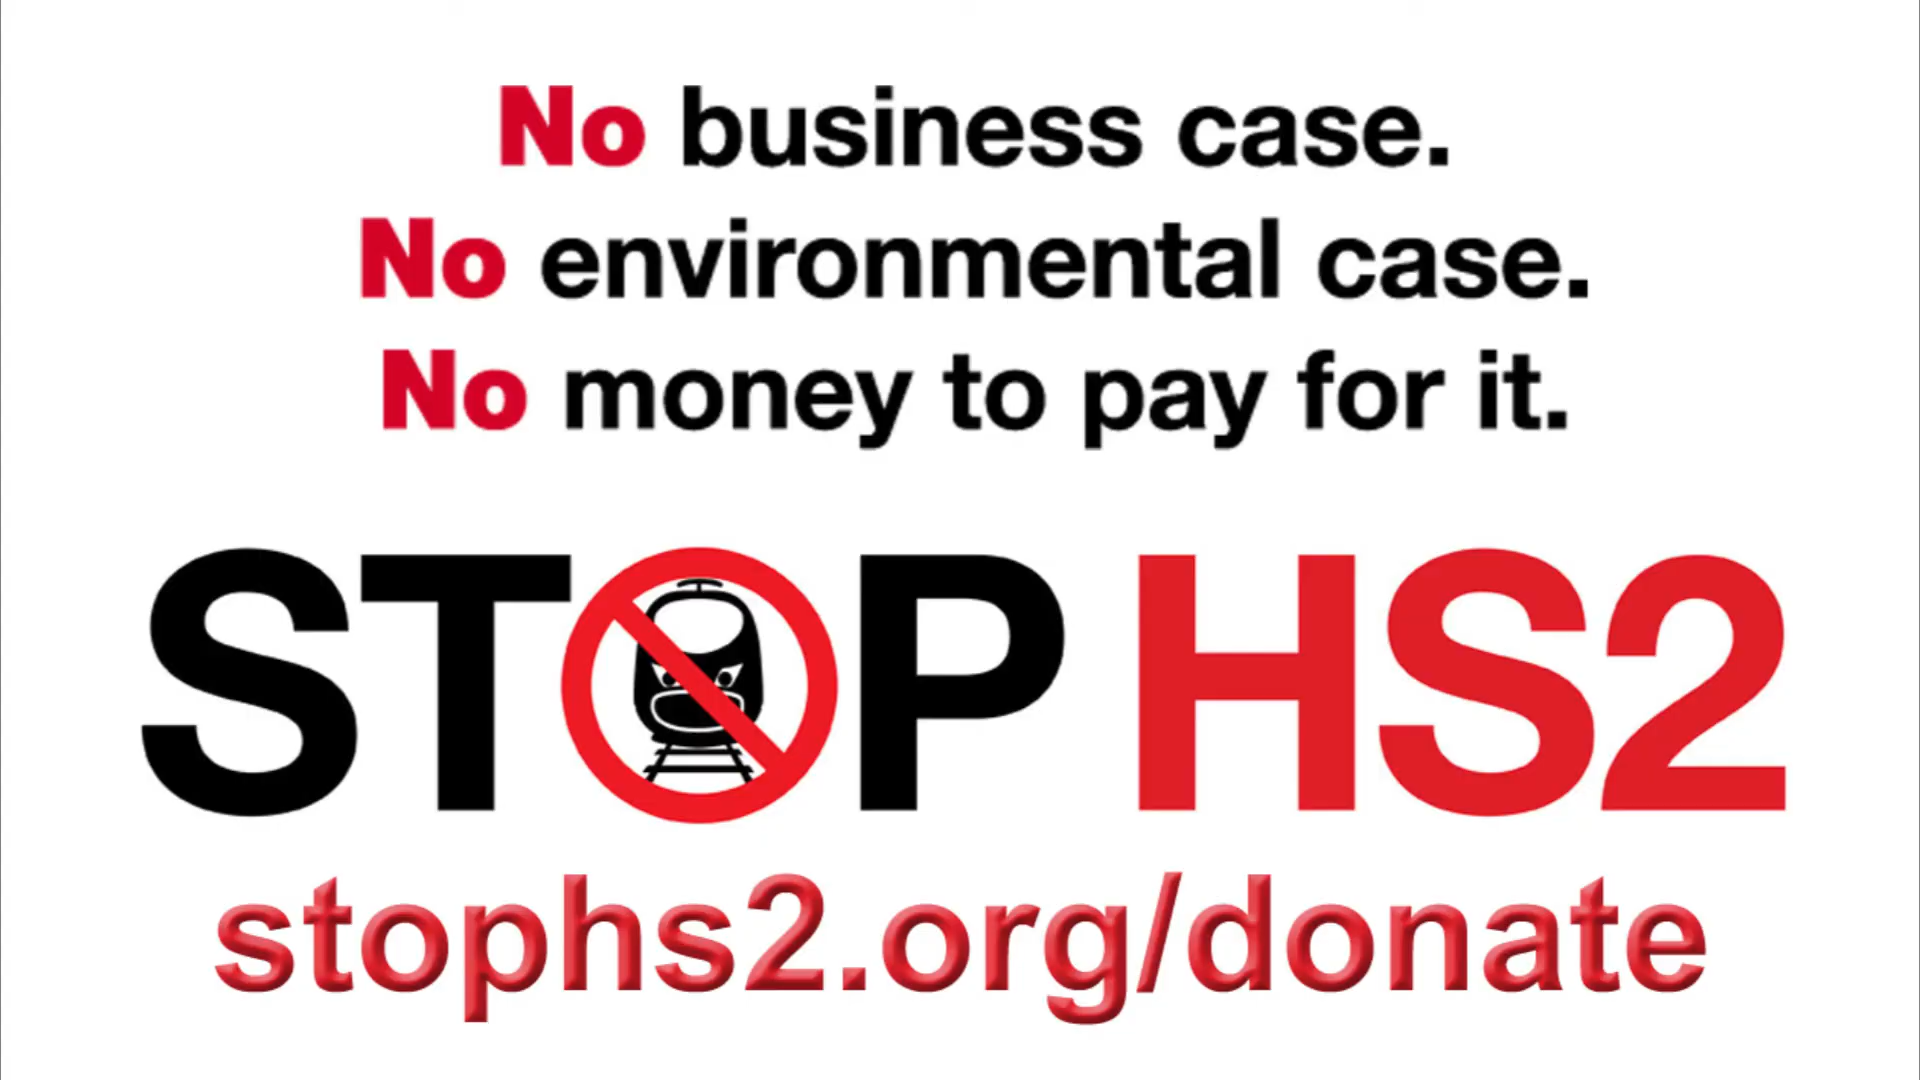 No business case.
No environmental case.
No money to pay for it.
STOP HS2
stophs2.org/donate